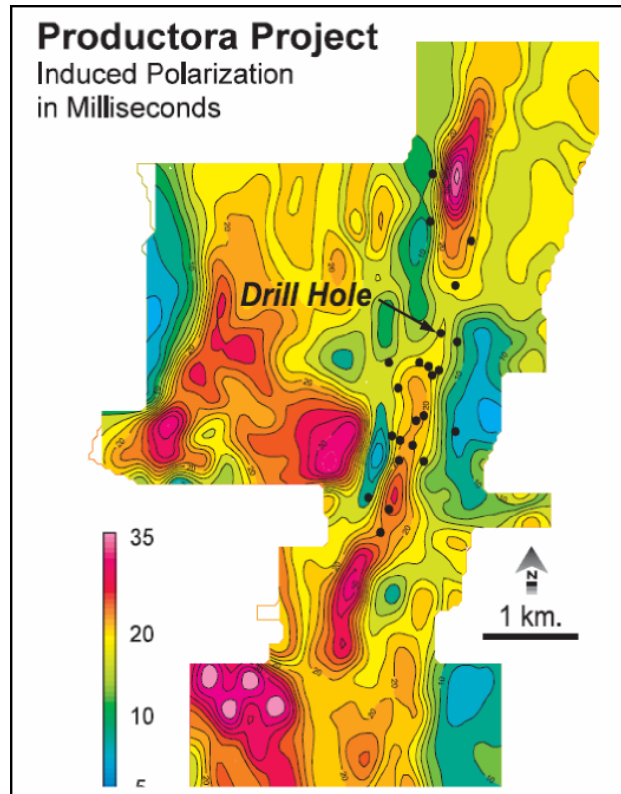 Productora Project
Induced Polarization
in Milliseconds
Drill Hole
35
20
10
5
N
1 km.